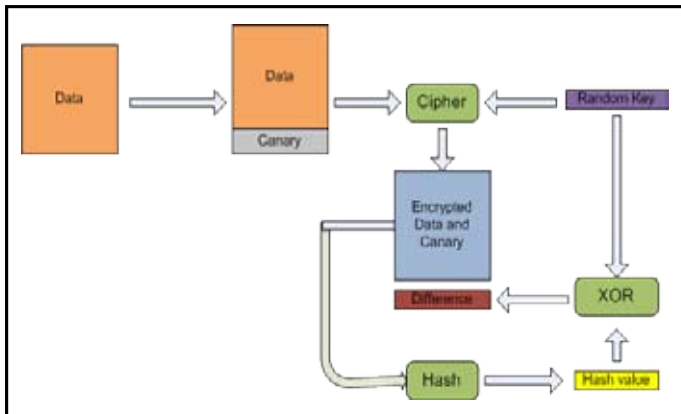 Data
Data
Canary
Cipher
Random Key
Encrypted
Data and
Canary
Difference
XOR
Hash
Hash value